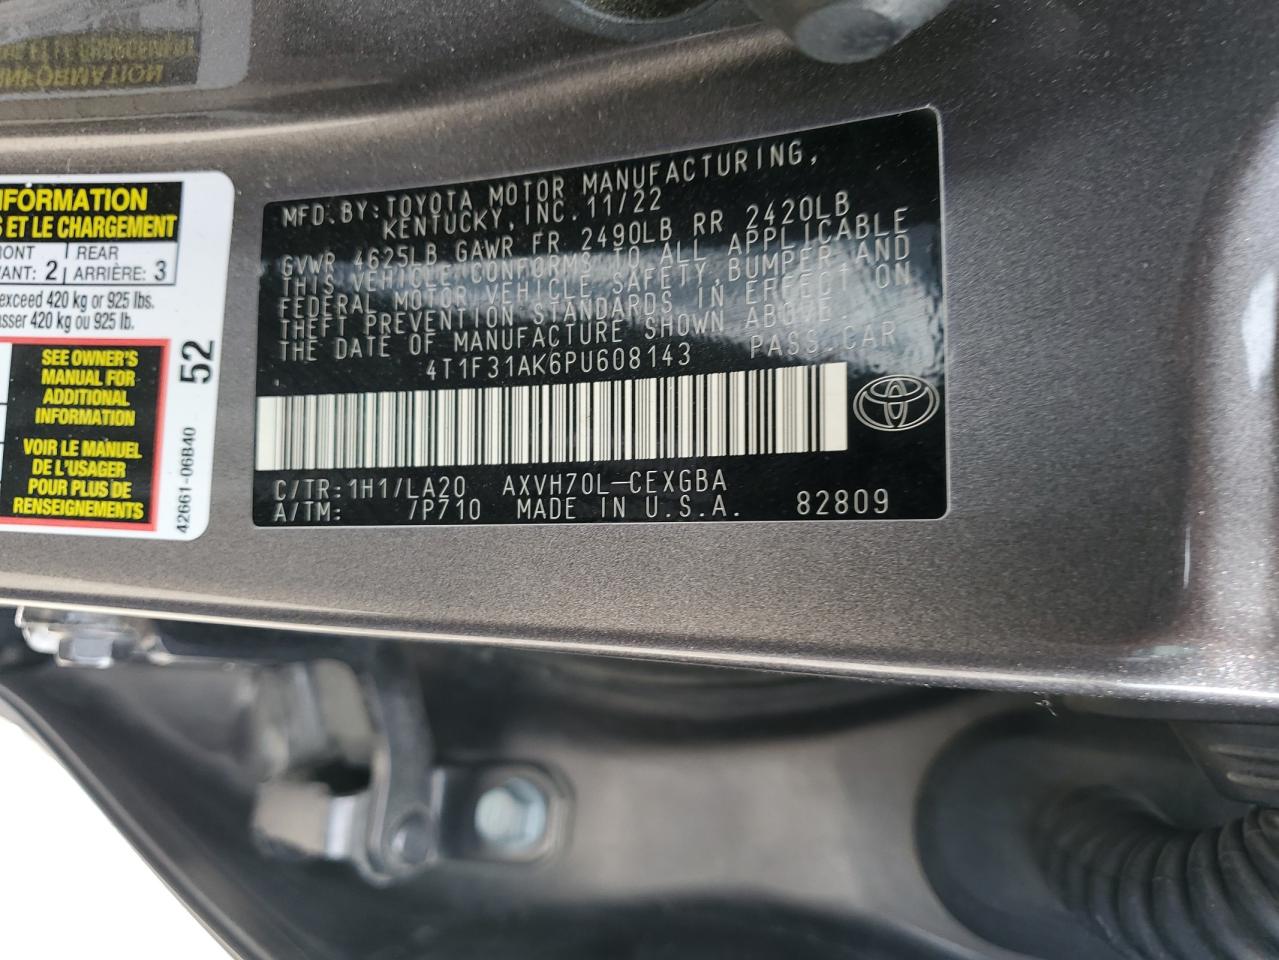 INFORMATION
ET LE CHARGEMENT
FRONT
REAR
AVANT: 2
ARRIÈRE: 3
exceed 420 kg or 925 lbs.
420 kg ou 925 lb.
SEE OWNER'S
MANUAL FOR
ADDITIONAL
INFORMATION
VOIR LE MANUEL
DE L'USAGER
POUR PLUS DE
RENSEIGNEMENTS
52
42661-06B40
MFD. BY: TOYOTA MOTOR MANUFACTURING,
KENTUCKY, INC. 11/22
GVWR 4625LB GAWR FR 2490LB RR 2420LB
THIS VEHICLE CONFORMS TO ALL APPLICABLE
FEDERAL MOTOR VEHICLE SAFETY, BUMPER AND
THEFT PREVENTION STANDARDS IN EFFECT ON
THE DATE OF MANUFACTURE SHOWN ABOVE.
4T1F31AK6PU608143 PASS.CAR
C/TR: 1H1/LA20 AXVH70L-CEXGBA
A/TM: /P710 MADE IN U.S.A. 82809